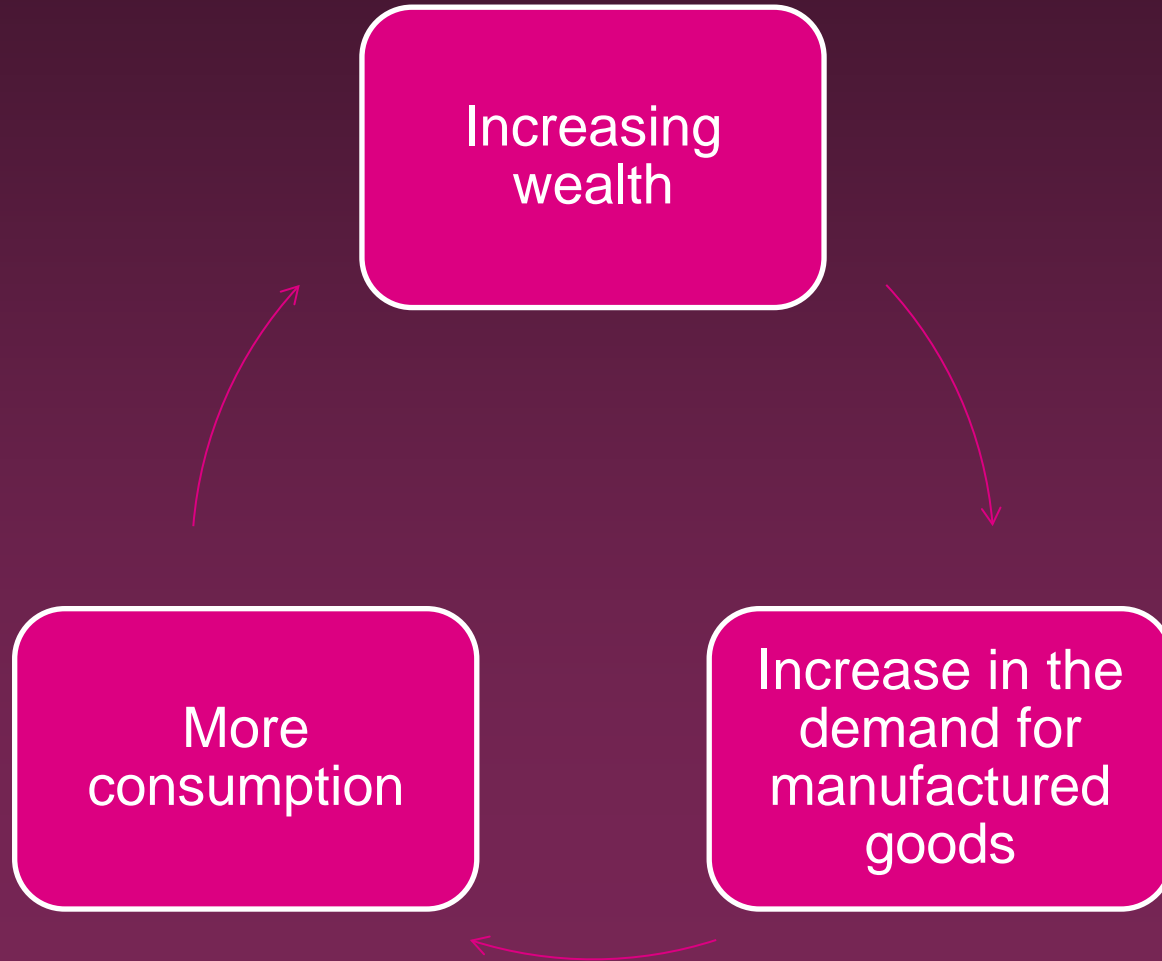 Increasing
wealth
Increase in the
demand for
manufactured
goods
More
consumption